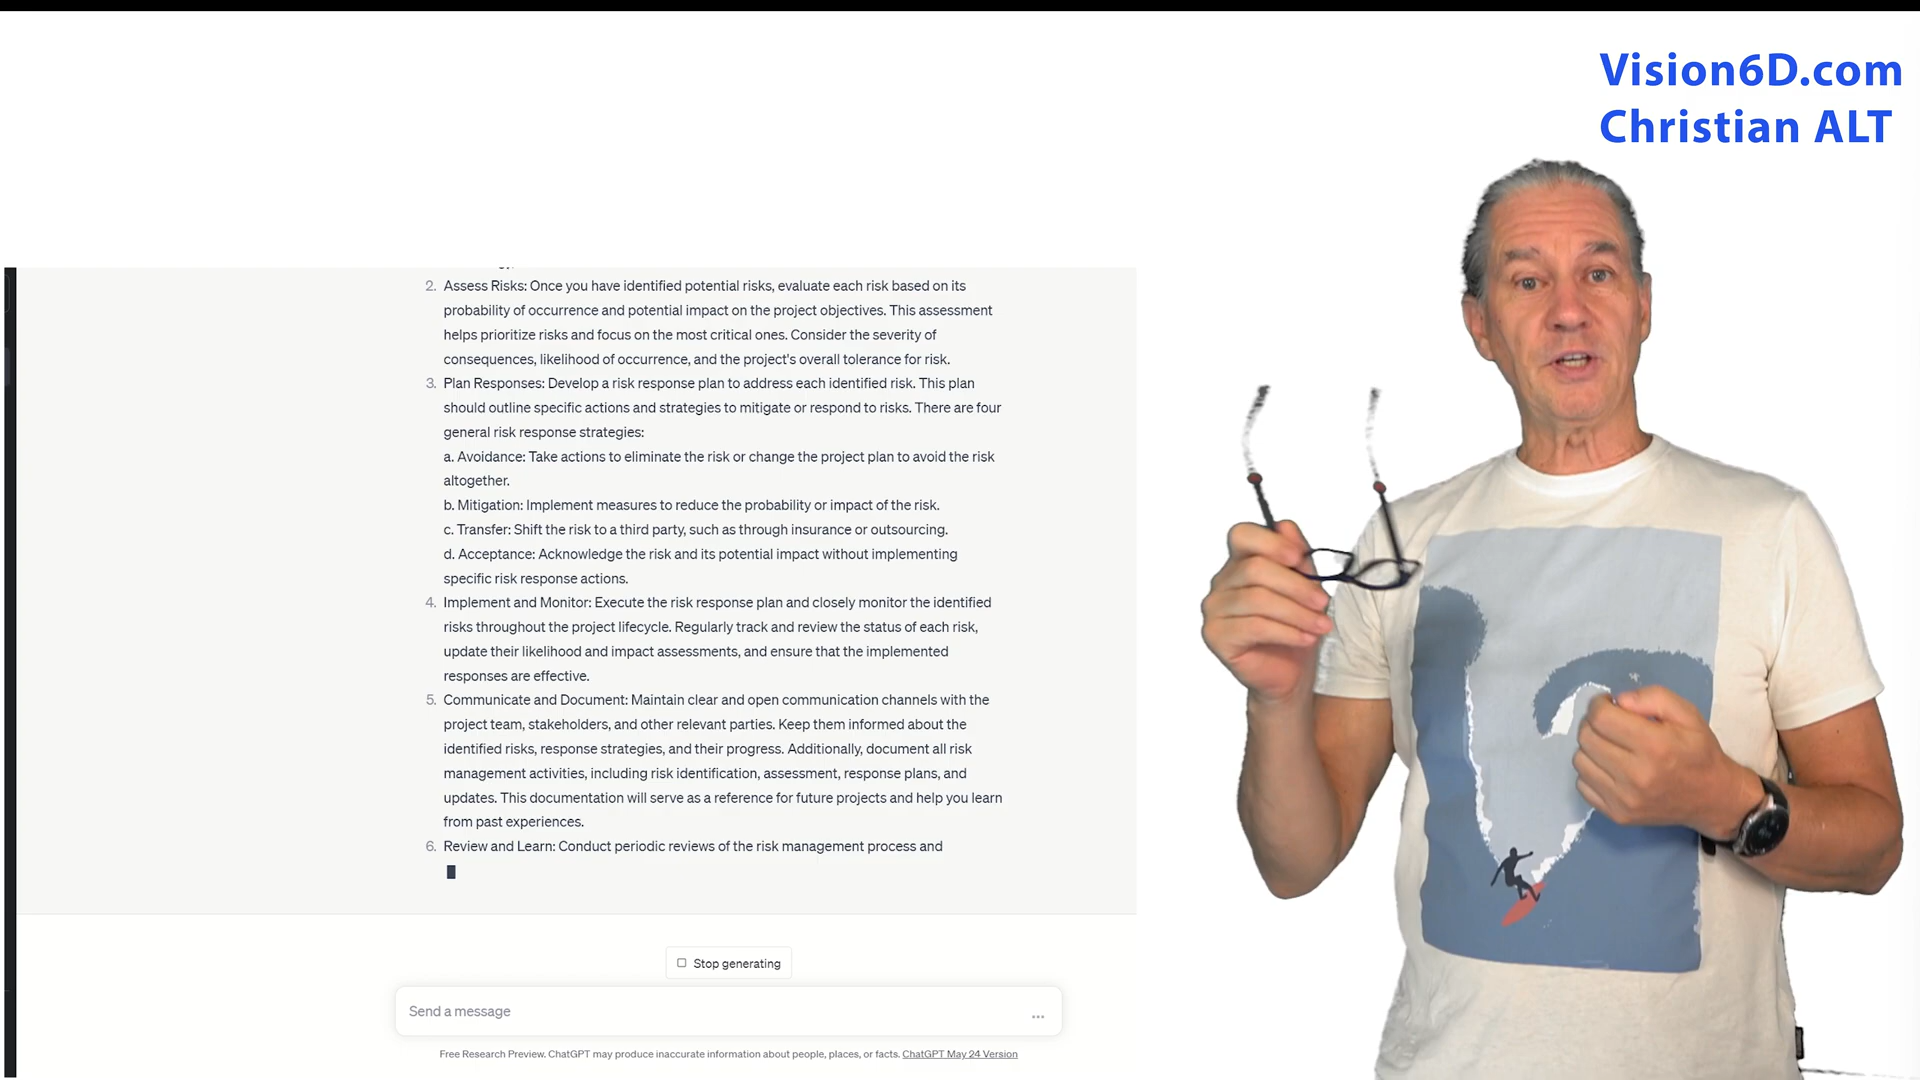 Vision6D.com
Christian ALT
2. Assess Risks: Once you have identified potential risks, evaluate each risk based on its
probability of occurrence and potential impact on the project objectives. This assessment
helps prioritize risks and focus on the most critical ones. Consider the severity of
consequences, likelihood of occurrence, and the project's overall tolerance for risk.
3. Plan Responses: Develop a risk response plan to address each identified risk. This plan
should outline specific actions and strategies to mitigate or respond to risks. There are four
general risk response strategies:
a. Avoidance: Take actions to eliminate the risk or change the project plan to avoid the risk
altogether.
b. Mitigation: Implement measures to reduce the probability or impact of the risk.
c. Transfer: Shift the risk to a third party, such as through insurance or outsourcing.
d. Acceptance: Acknowledge the risk and its potential impact without implementing
specific risk response actions.
4. Implement and Monitor: Execute the risk response plan and closely monitor the identified
risks throughout the project lifecycle. Regularly track and review the status of each risk,
update their likelihood and impact assessments, and ensure that the implemented
responses are effective.
5. Communicate and Document: Maintain clear and open communication channels with the
project team, stakeholders, and other relevant parties. Keep them informed about the
identified risks, response strategies, and their progress. Additionally, document all risk
management activities, including risk identification, assessment, response plans, and
updates. This documentation will serve as a reference for future projects and help you learn
from past experiences.
6. Review and Learn: Conduct periodic reviews of the risk management process and
Stop generating
Send a message
...
Free Research Preview. ChatGPT may produce inaccurate information about people, places, or facts. ChatGPT May 24 Version